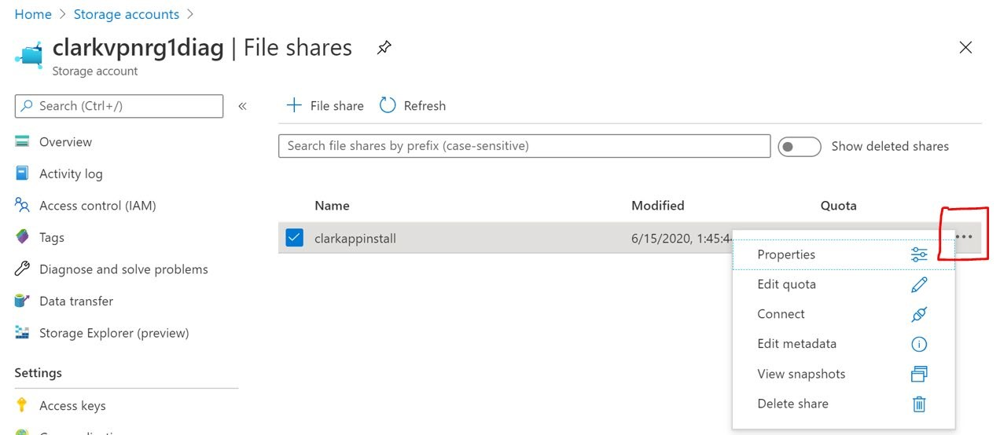 Home > Storage accounts >
clarkvpnrg1diag | File shares
Storage account
Search (Ctrl+/)
«
+ File share
Refresh
Overview
Search file shares by prefix (case-sensitive)
Show deleted shares
Activity log
Access control (IAM)
Name
Modified
Quota
Tags
clarkappinstall
6/15/2020, 1:45:4
...
Properties
Diagnose and solve problems
Edit quota
Data transfer
Connect
Storage Explorer (preview)
Edit metadata
Settings
View snapshots
Access keys
Delete share